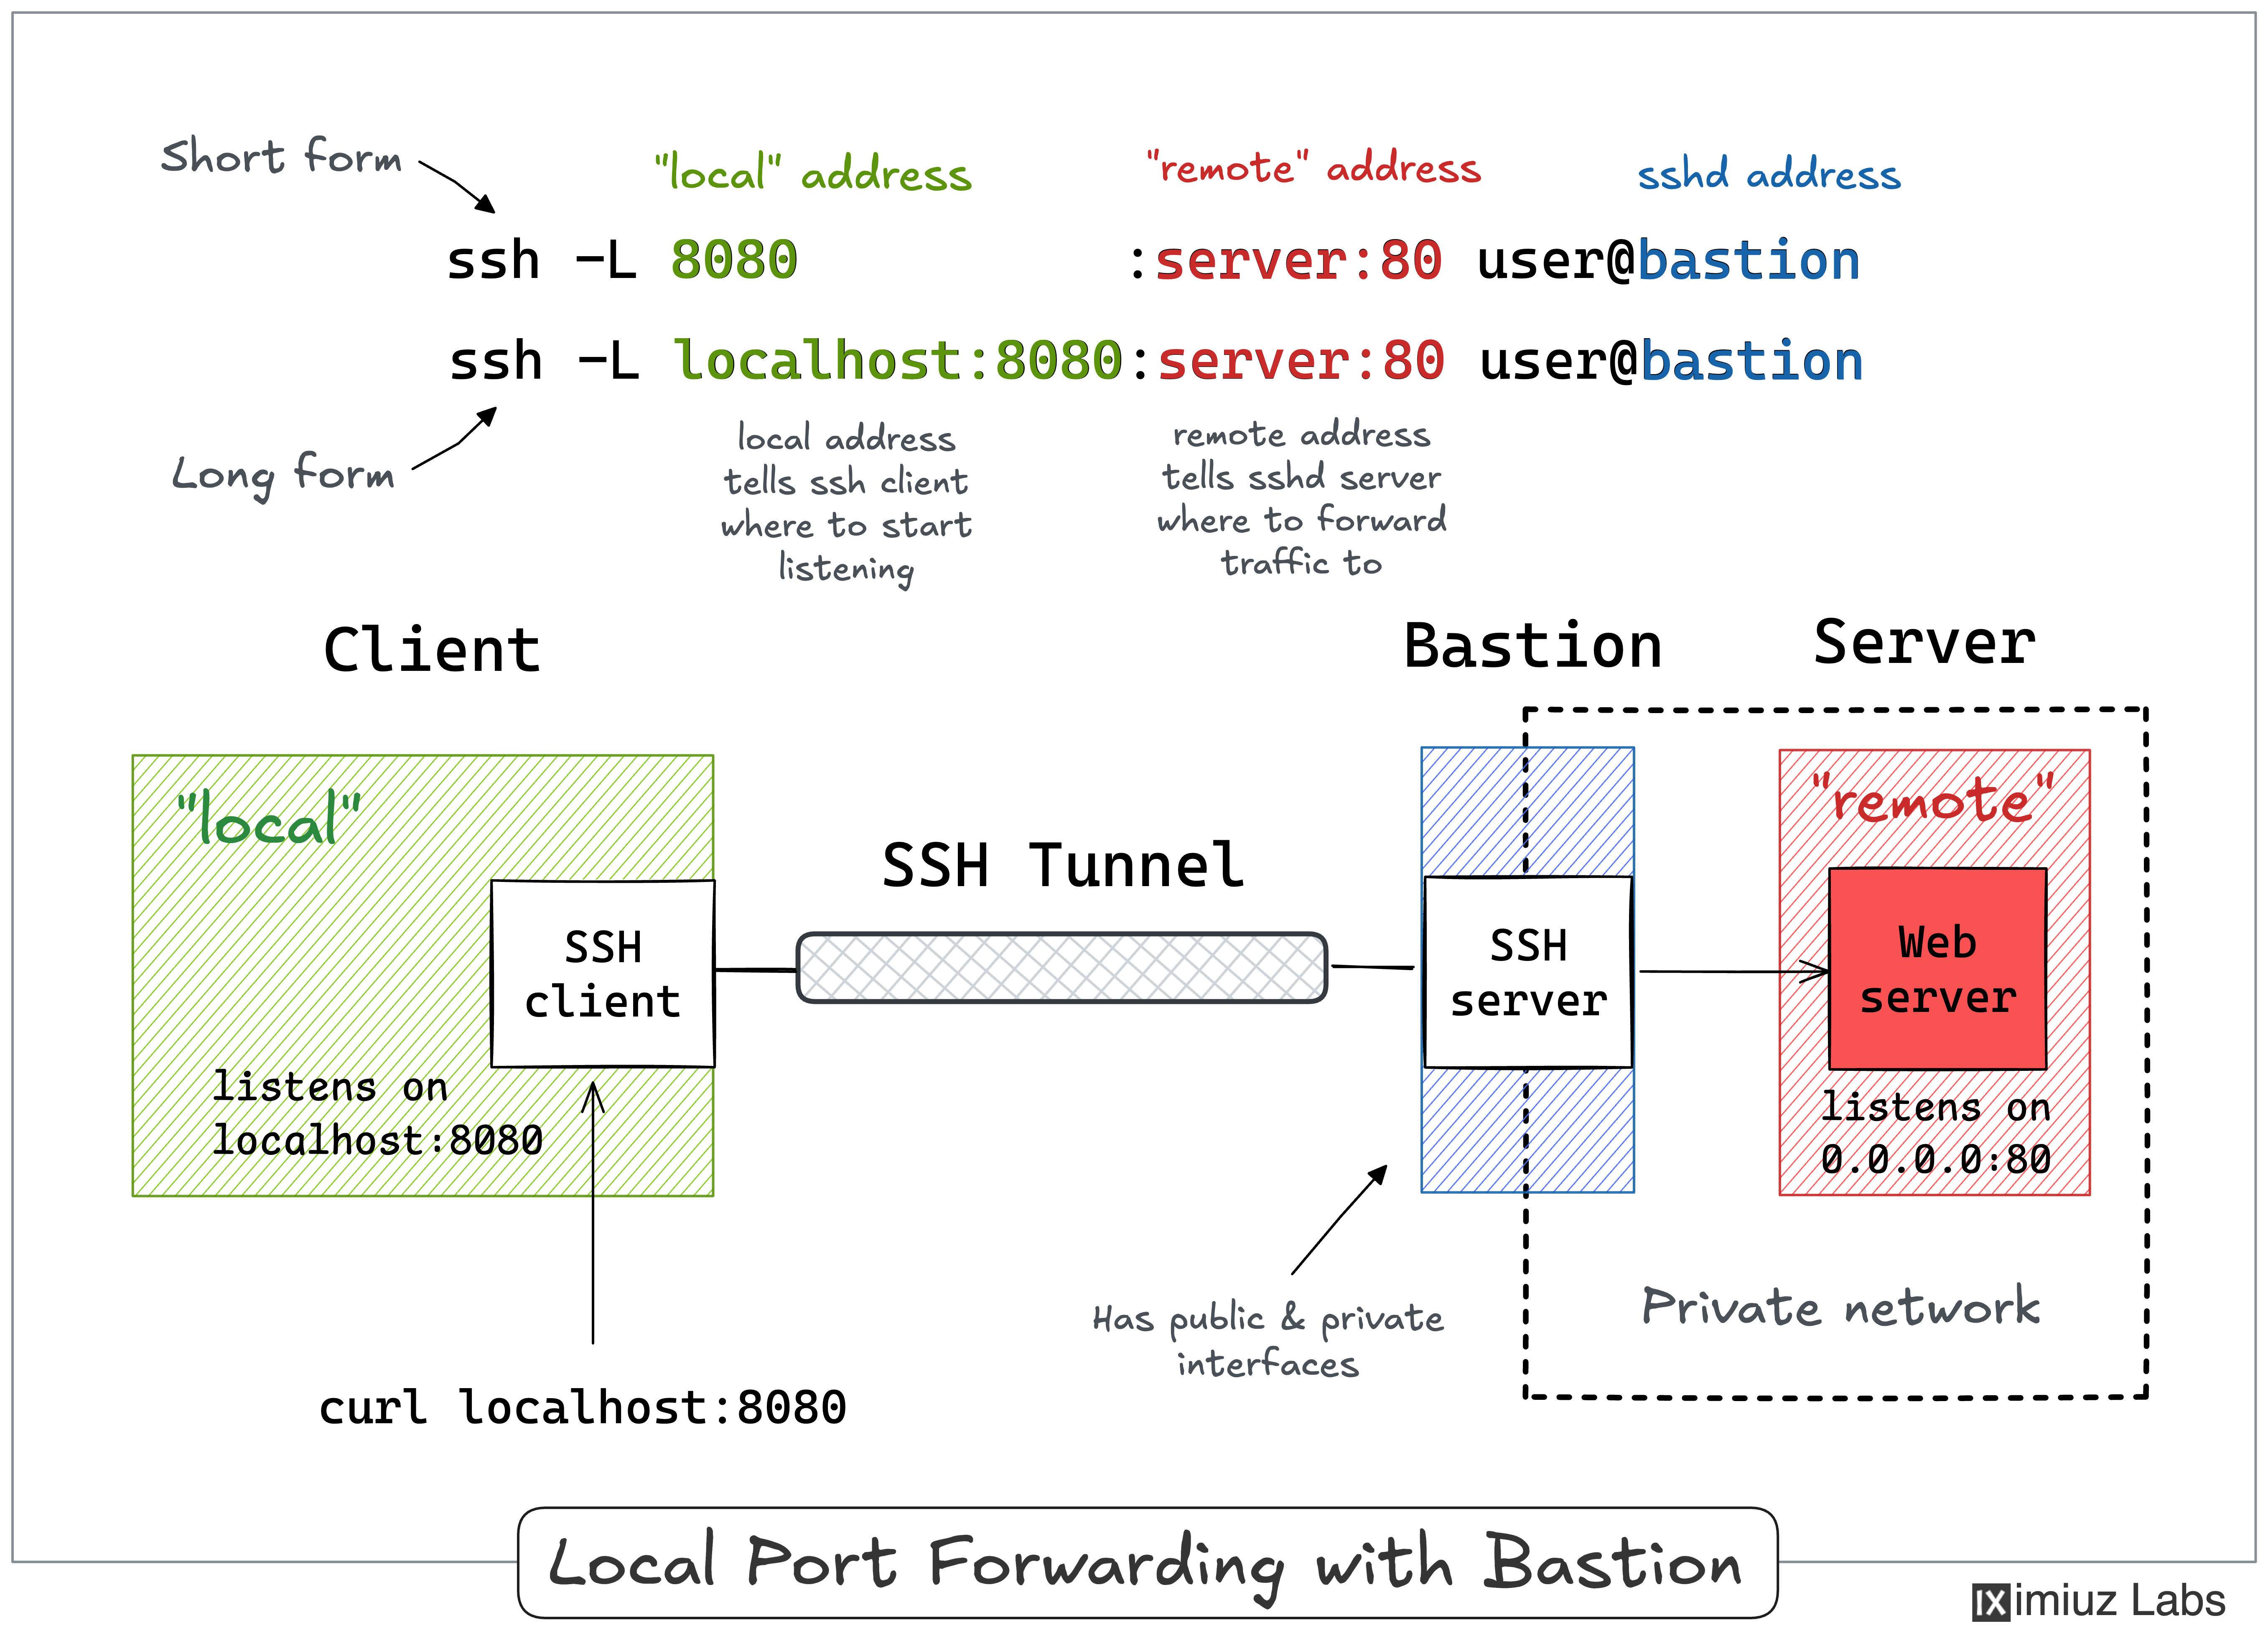 Short form
"local" address
"remote" address
sshd address
ssh -L 8080 :server:80 user@bastion
ssh -L localhost:8080:server:80 user@bastion
Long form
local address
tells ssh client
where to start
listening
remote address
tells sshd server
where to forward
traffic to
Client
Bastion
Server
"local"
SSH
client
listens on
localhost:8080
SSH Tunnel
SSH
server
"remote"
Web
server
listens on
0.0.0.0:80
curl localhost:8080
Has public & private
interfaces
Private network
Local Port Forwarding with Bastion
iximiuz Labs